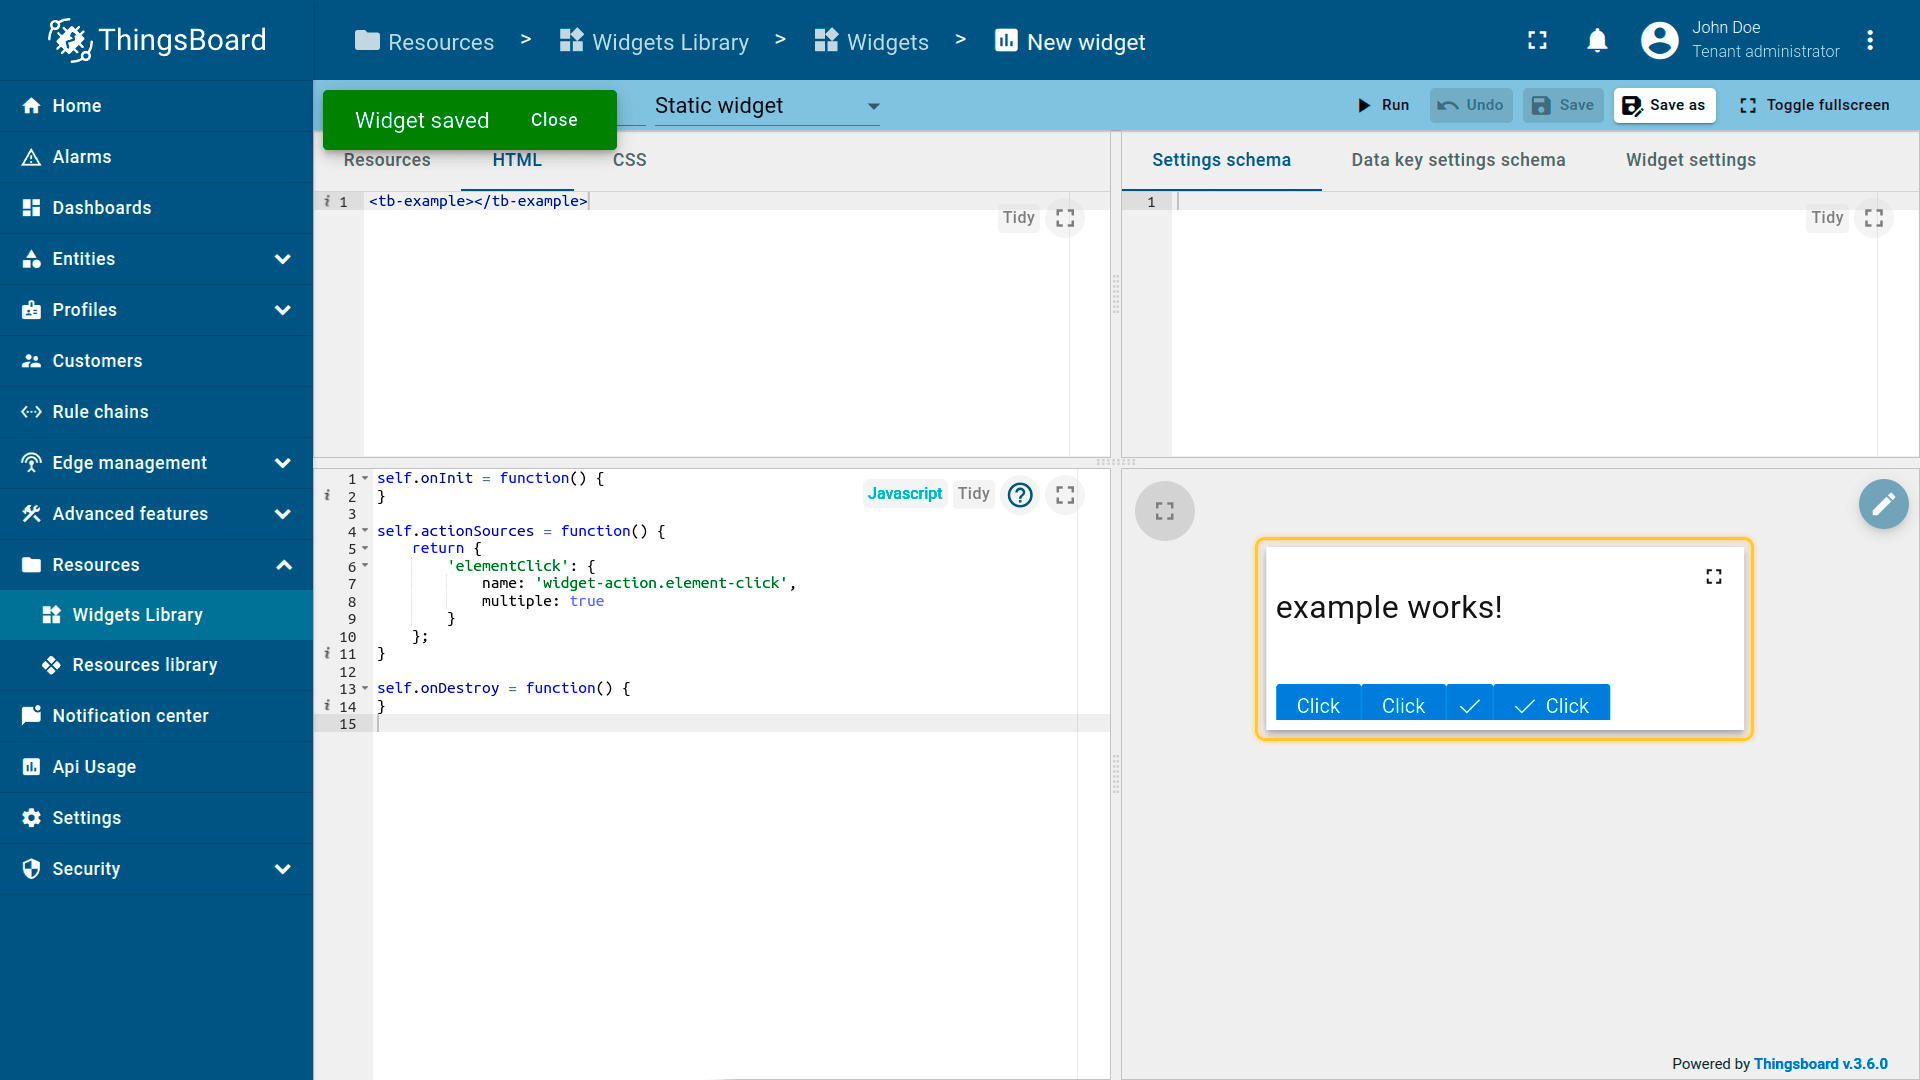 ThingsBoard
Resources > Widgets Library > Widgets > New widget
John Doe
Tenant administrator
Home
Alarms
Dashboards
Entities
Profiles
Customers
Rule chains
Edge management
Advanced features
Resources
Widgets Library
Resources library
Notification center
Api Usage
Settings
Security
Widget saved Close
Static widget
Run Undo Save Save as Toggle fullscreen
Resources HTML CSS
i 1 <tb-example></tb-example>
Tidy
Settings schema Data key settings schema Widget settings
1
Tidy
Javascript Tidy ?
1 self.onInit = function() {
i 2 }
3
4 self.actionSources = function() {
5 return {
6 'elementClick': {
7 name: 'widget-action.element-click',
8 multiple: true
9 }
10 };
i 11 }
12
13 self.onDestroy = function() {
i 14 }
15
example works!
Click Click Click
Powered by Thingsboard v.3.6.0